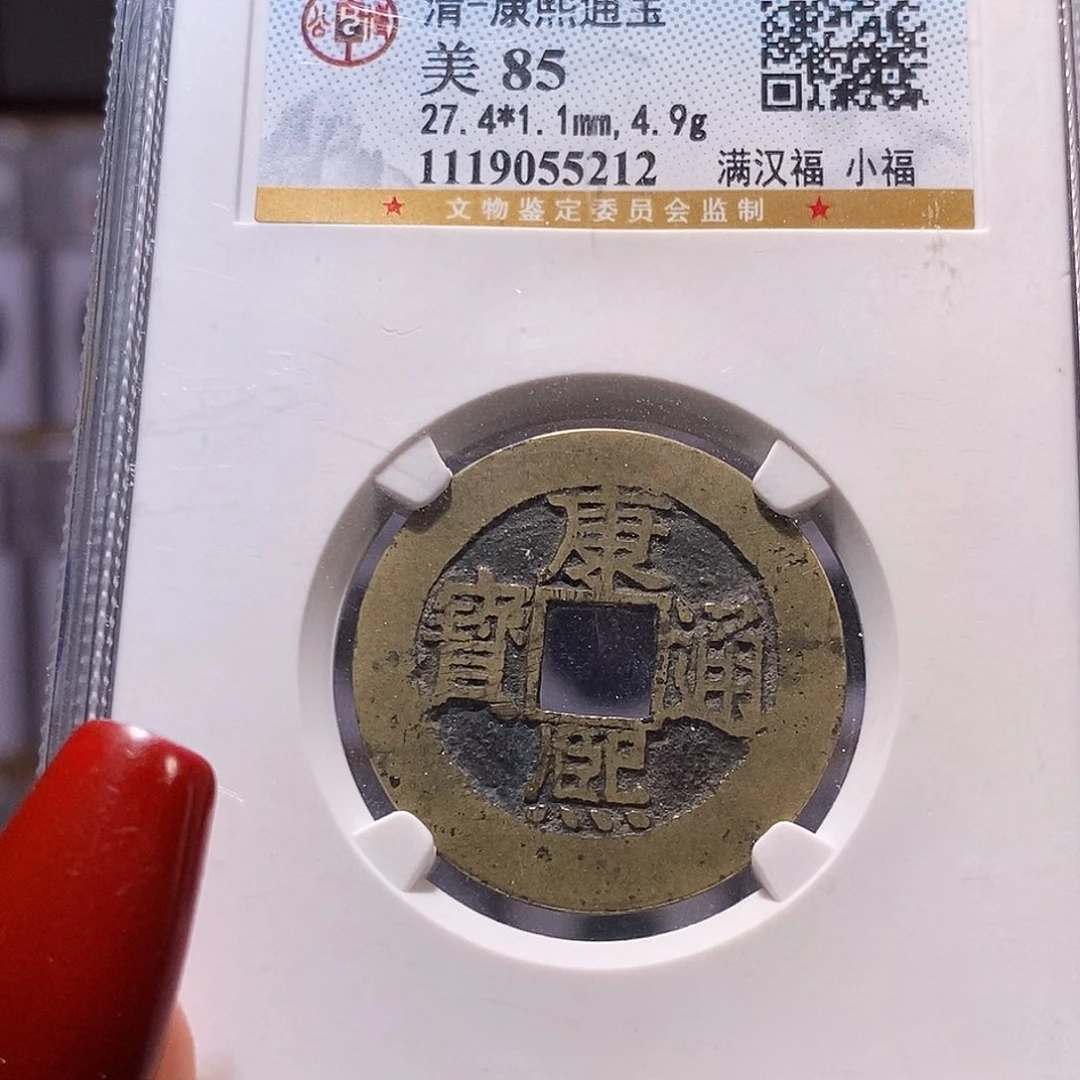 清-康熙通宝
美 85
27.4*1.1mm, 4.9g
1119055212 满汉福 小福
★ 文物鉴定委员会监制 ★
康熙通寶